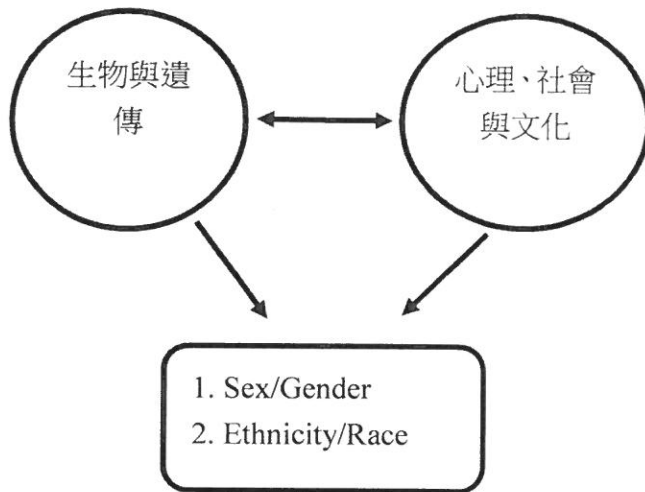 生物與遺
傳
心理、社會
與文化
1. Sex/Gender
2. Ethnicity/Race